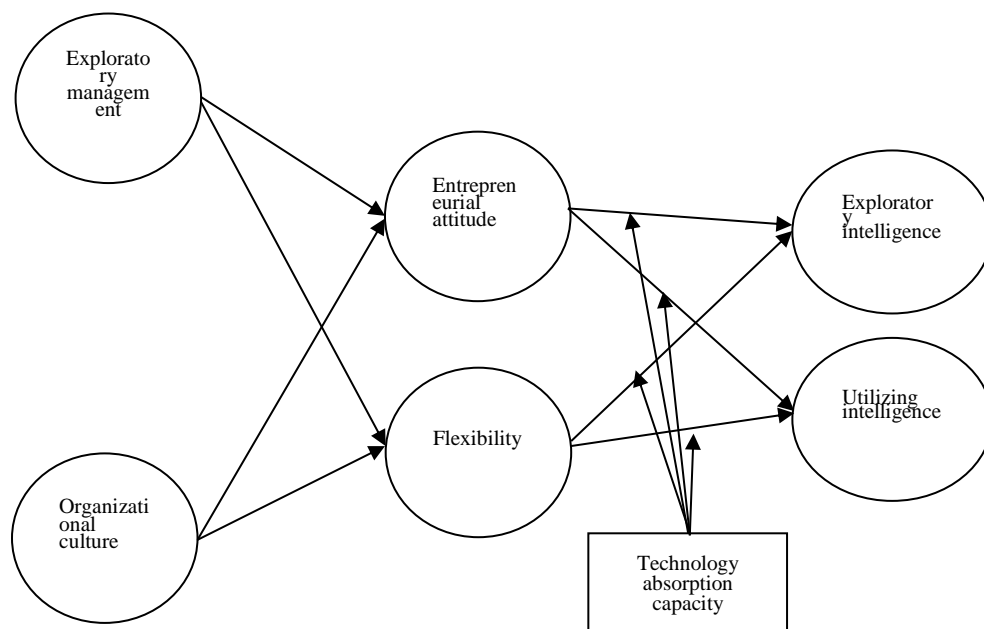 Explorato
ry
managem
ent
Entrepren
eurial
attitude
Explorator
y
intelligence
Flexibility
Utilizing
intelligence
Organizati
onal
culture
Technology
absorption
capacity